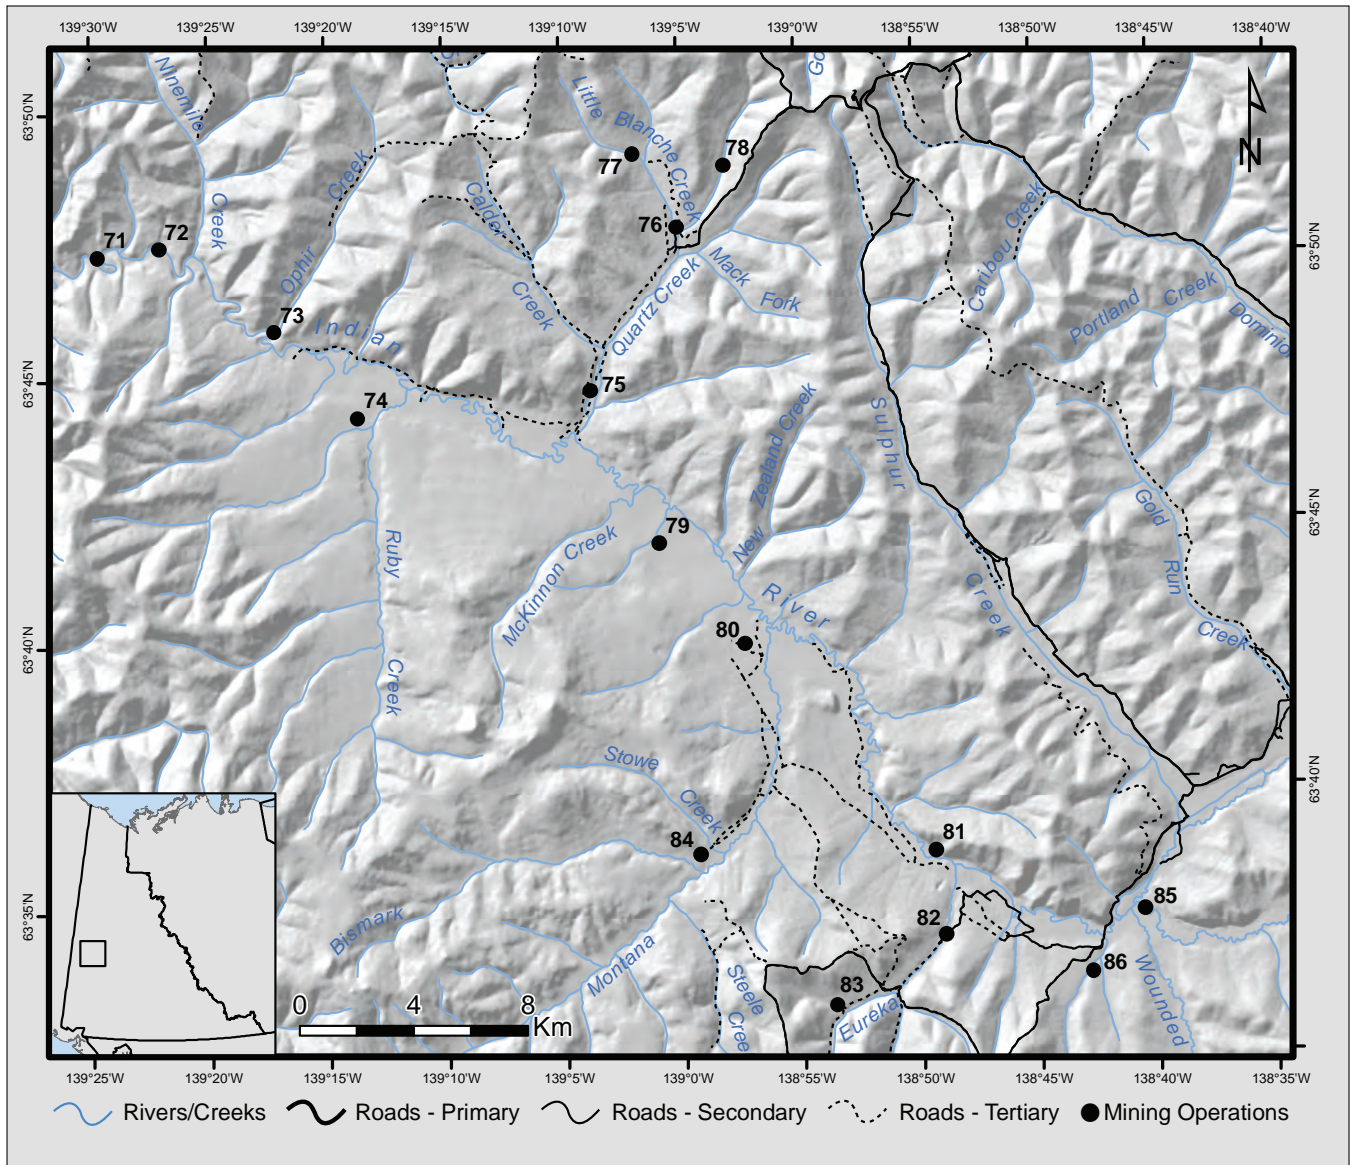 139°30'W 139°25'W 139°20'W 139°15'W 139°10'W 139°5'W 139°0'W 138°55'W 138°50'W 138°45'W 138°40'W
63°50'N
63°45'N
63°40'N
63°35'N
63°50'N
63°45'N
63°40'N
N
Ninemile
Creek
Little
Blanche Creek
Go
77
78
76
71
72
Creek
Ophir
Calder
Creek
Mack
Fork
Quartz Creek
Caribou Creek
Portland
Creek
Dominion
73
Indian
75
74
Sulphur
Creek
New Zealand Creek
Gold
Run
Creek
79
McKinnon Creek
Ruby
Creek
River
80
Stowe
Creek
84
81
85
82
86
83
Bismark
Montana
Steele
Cree
Eureka
Wounded
0 4 8
Km
139°25'W 139°20'W 139°15'W 139°10'W 139°5'W 139°0'W 138°55'W 138°50'W 138°45'W 138°40'W 138°35'W
Rivers/Creeks Roads - Primary Roads - Secondary Roads - Tertiary Mining Operations